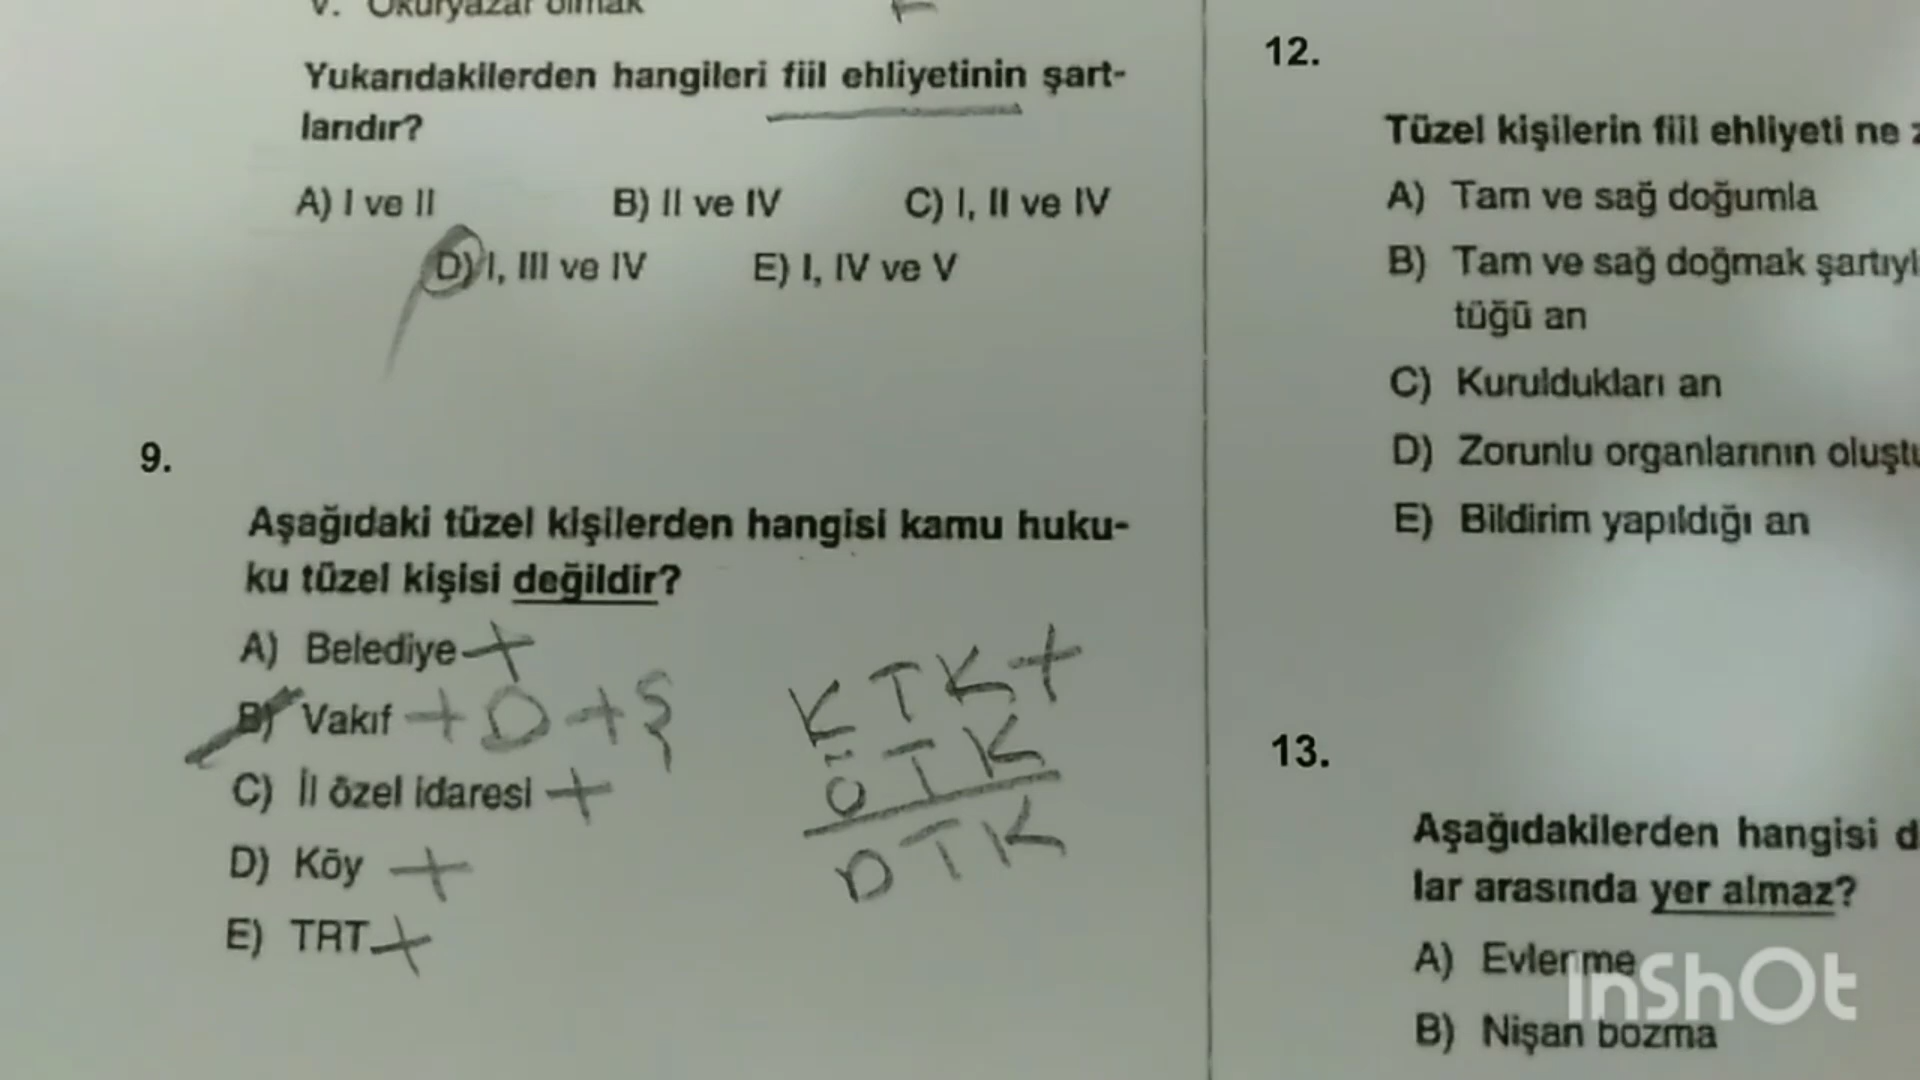 V. Okuryazar olmak
Yukarıdakilerden hangileri fiil ehliyetinin şart-
larıdır?
A) I ve II B) II ve IV C) I, II ve IV
D) I, III ve IV E) I, IV ve V
9.
Aşağıdaki tüzel kişilerden hangisi kamu huku-
ku tüzel kişisi değildir?
A) Belediye +
B) Vakıf + D + Ş
C) İl özel idaresi +
D) Köy +
E) TRT +
KTK +
ÖTK
DTK
12.
Tüzel kişilerin fiil ehliyeti ne
A) Tam ve sağ doğumla
B) Tam ve sağ doğmak
tüğü an
C) Kuruldukları an
D) Zorunlu organlarının
E) Bildirim yapıldığı an
13.
Aşağıdakilerden hangisi
lar arasında yer almaz?
A) Evlenme
B) Nişan bozma
InShOt